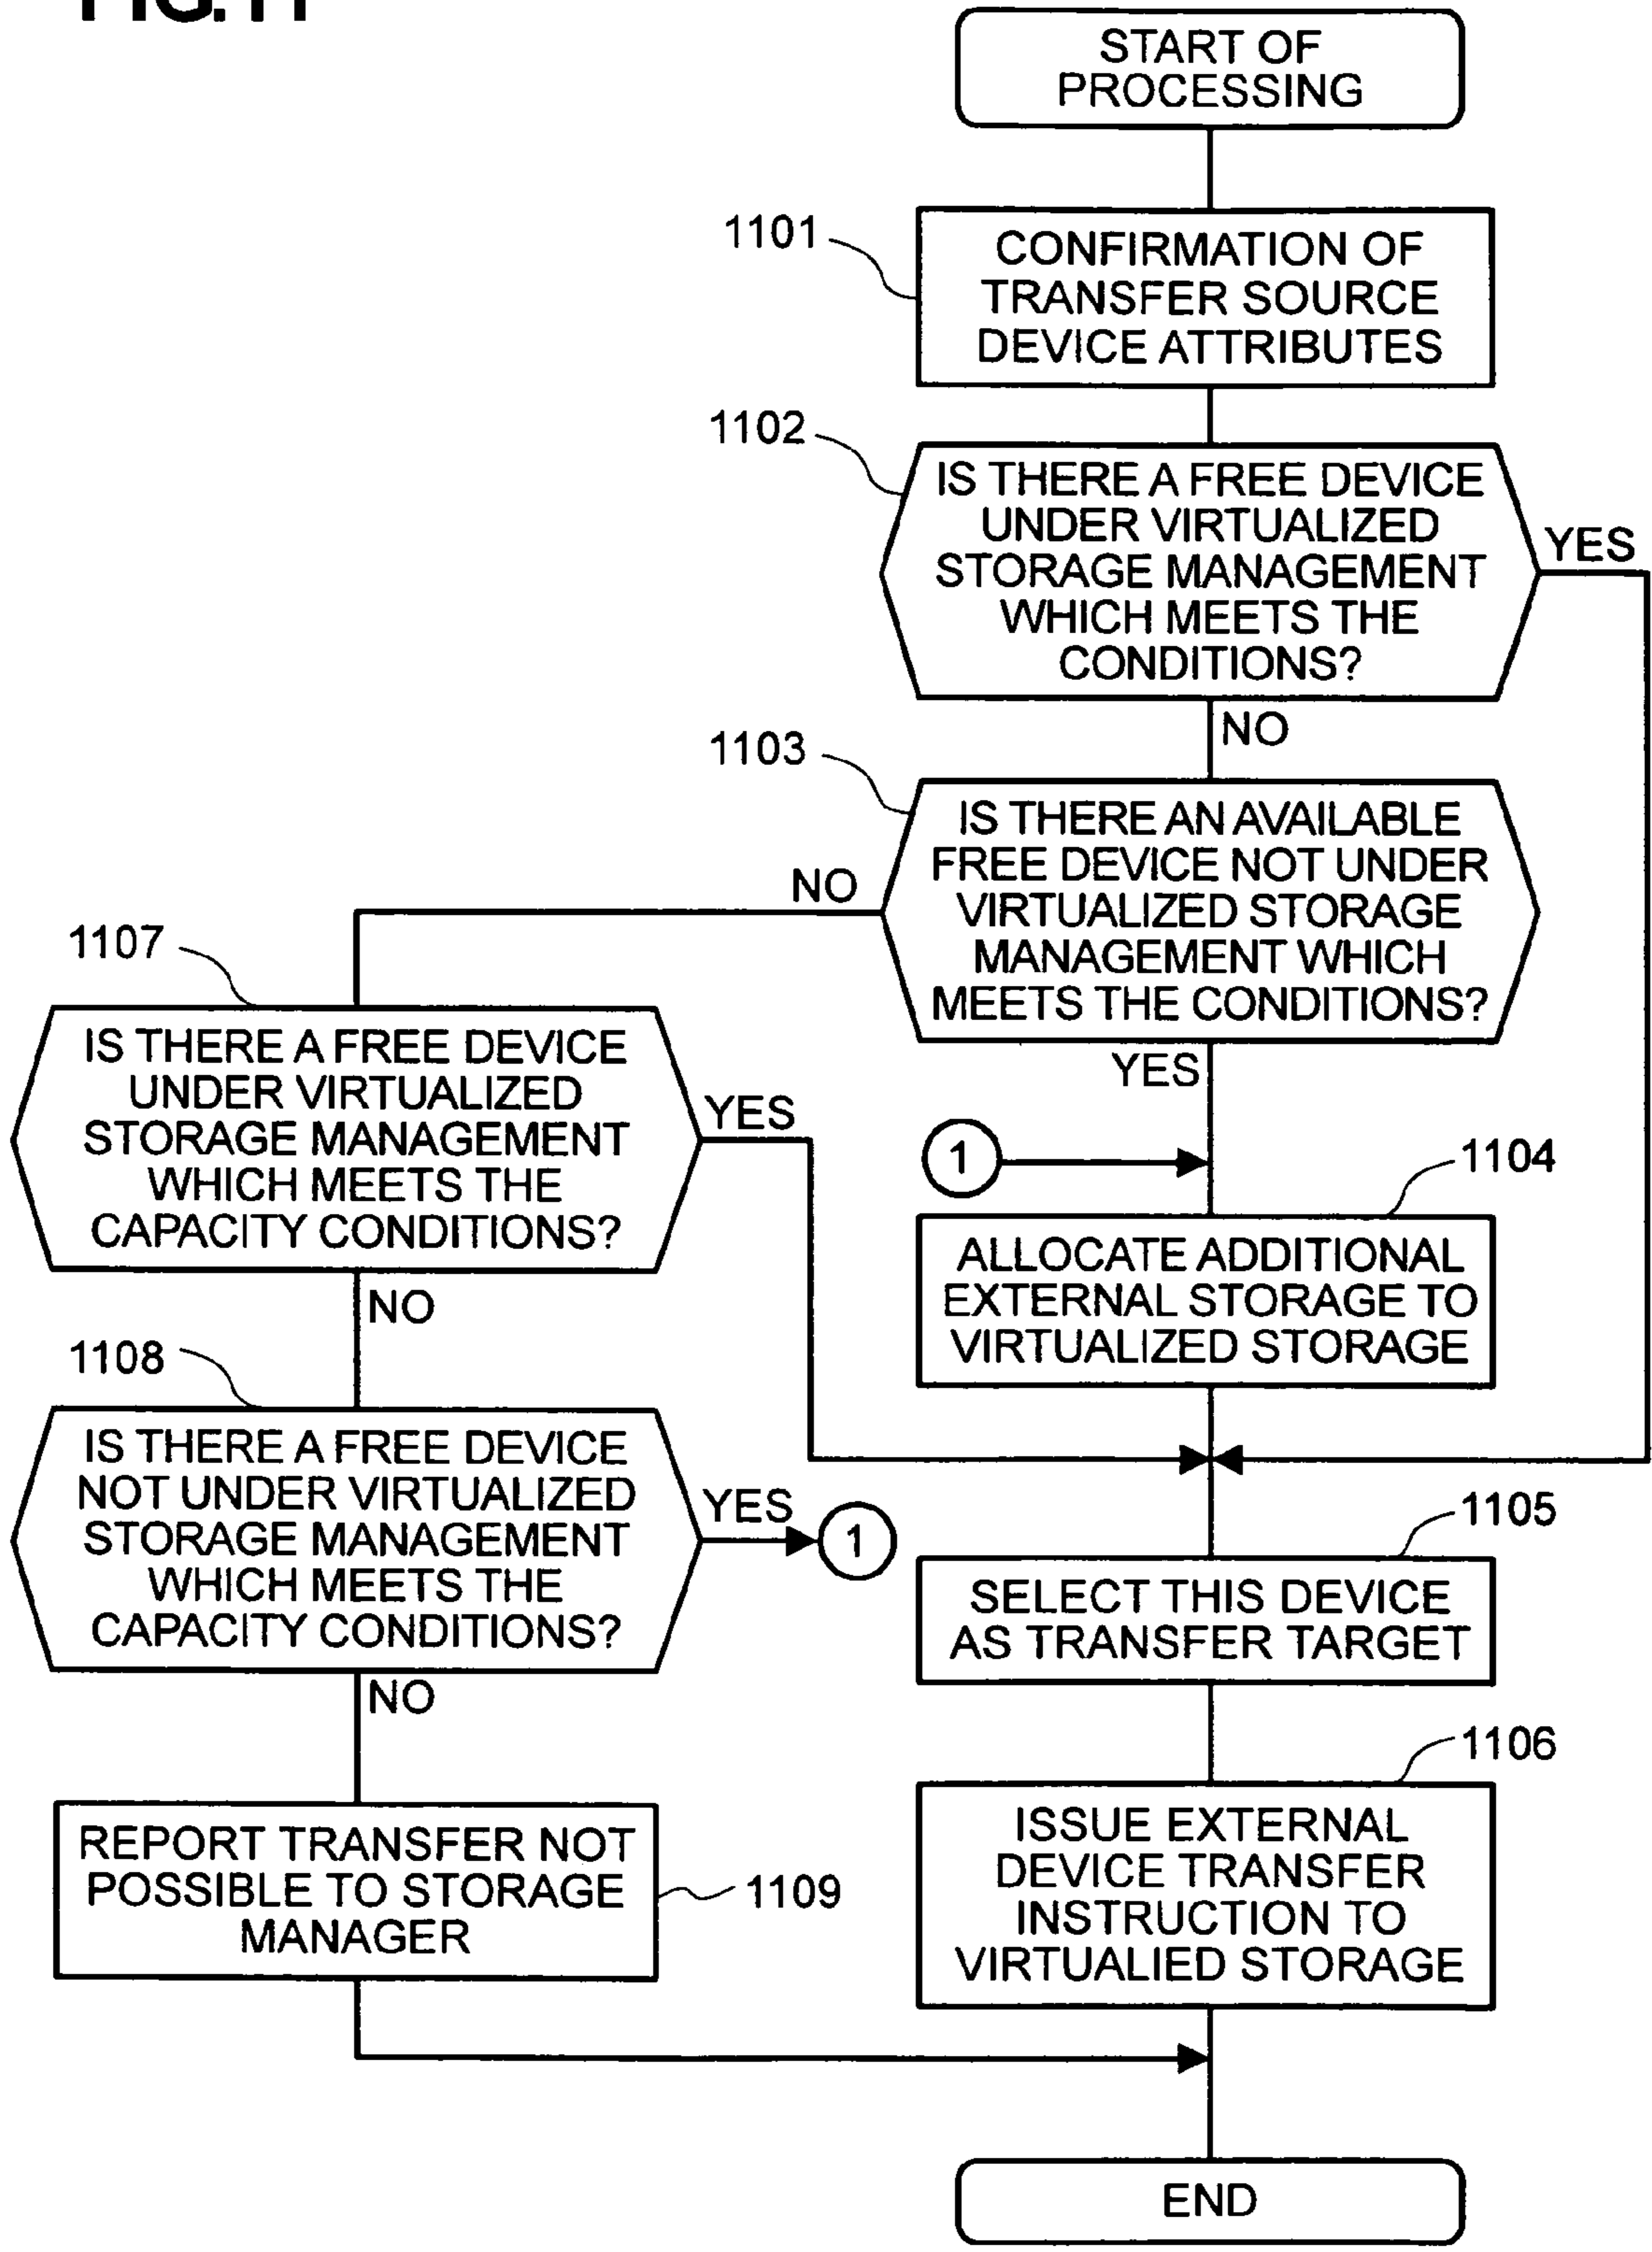 FIG. 11
START OF
PROCESSING
1101
CONFIRMATION OF
TRANSFER SOURCE
DEVICE ATTRIBUTES
1102
IS THERE A FREE DEVICE
UNDER VIRTUALIZED
STORAGE MANAGEMENT
WHICH MEETS THE
CONDITIONS?
YES
NO
1103
IS THERE AN AVAILABLE
FREE DEVICE NOT UNDER
VIRTUALIZED STORAGE
MANAGEMENT WHICH
MEETS THE CONDITIONS?
NO
YES
1107
IS THERE A FREE DEVICE
UNDER VIRTUALIZED
STORAGE MANAGEMENT
WHICH MEETS THE
CAPACITY CONDITIONS?
YES
NO
1
1104
ALLOCATE ADDITIONAL
EXTERNAL STORAGE TO
VIRTUALIZED STORAGE
1108
IS THERE A FREE DEVICE
NOT UNDER VIRTUALIZED
STORAGE MANAGEMENT
WHICH MEETS THE
CAPACITY CONDITIONS?
YES
1
NO
1105
SELECT THIS DEVICE
AS TRANSFER TARGET
1106
ISSUE EXTERNAL
DEVICE TRANSFER
INSTRUCTION TO
VIRTUALIED STORAGE
REPORT TRANSFER NOT
POSSIBLE TO STORAGE
MANAGER
1109
END